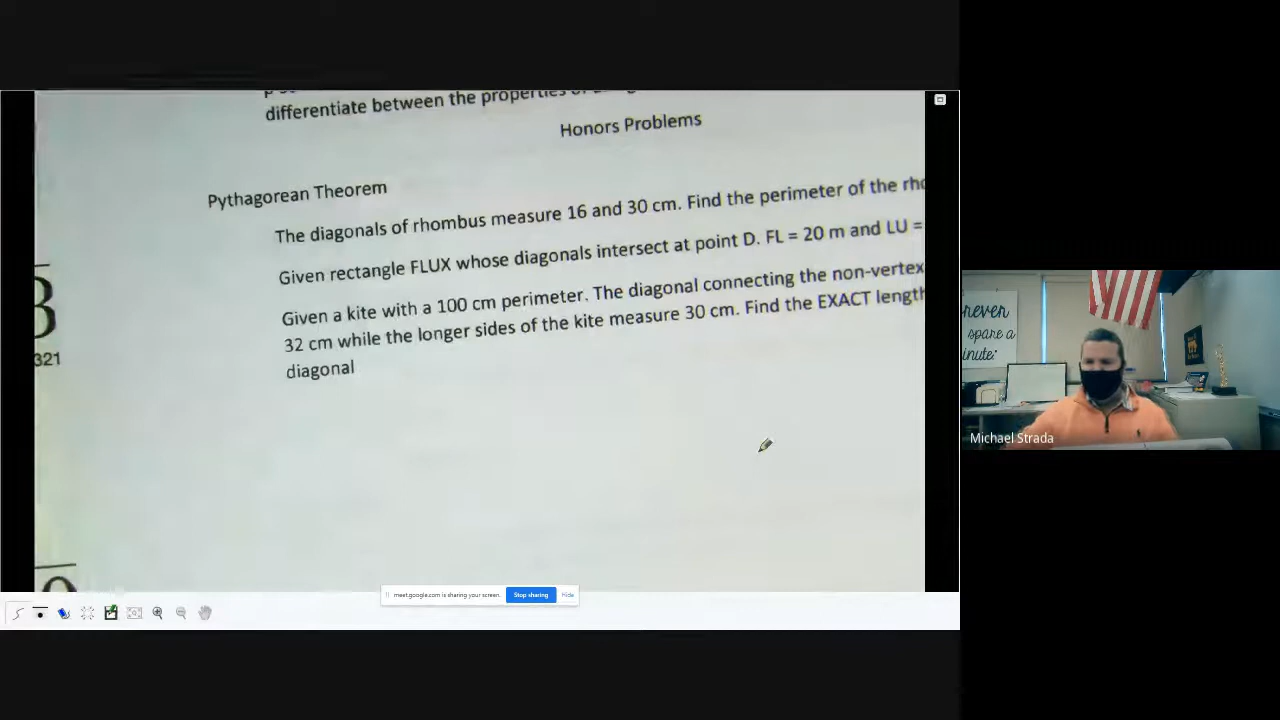 differentiate between the properties
Honors Problems
Pythagorean Theorem
The diagonals of rhombus measure 16 and 30 cm. Find the perimeter of the
Given rectangle FLUX whose diagonals intersect at point D. FL = 20 m and LU =
Given a kite with a 100 cm perimeter. The diagonal connecting the non-vertex
32 cm while the longer sides of the kite measure 30 cm. Find the EXACT length
diagonal
321
meet.google.com is sharing your screen.
Stop sharing
Hide
rever
spare a
inute:
Michael Strada